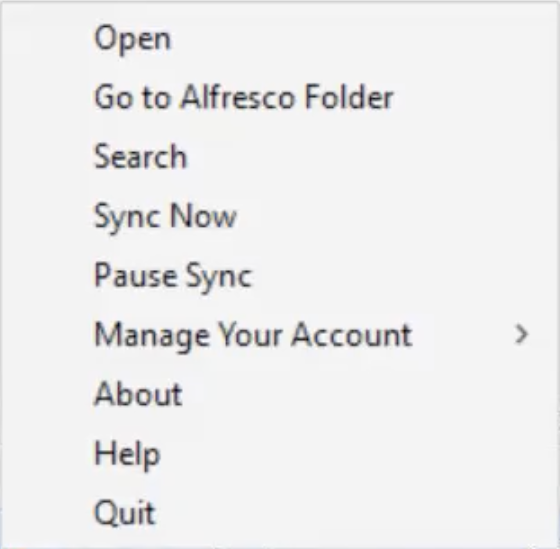 Open
Go to Alfresco Folder
Search
Sync Now
Pause Sync
Manage Your Account
About
Help
Quit